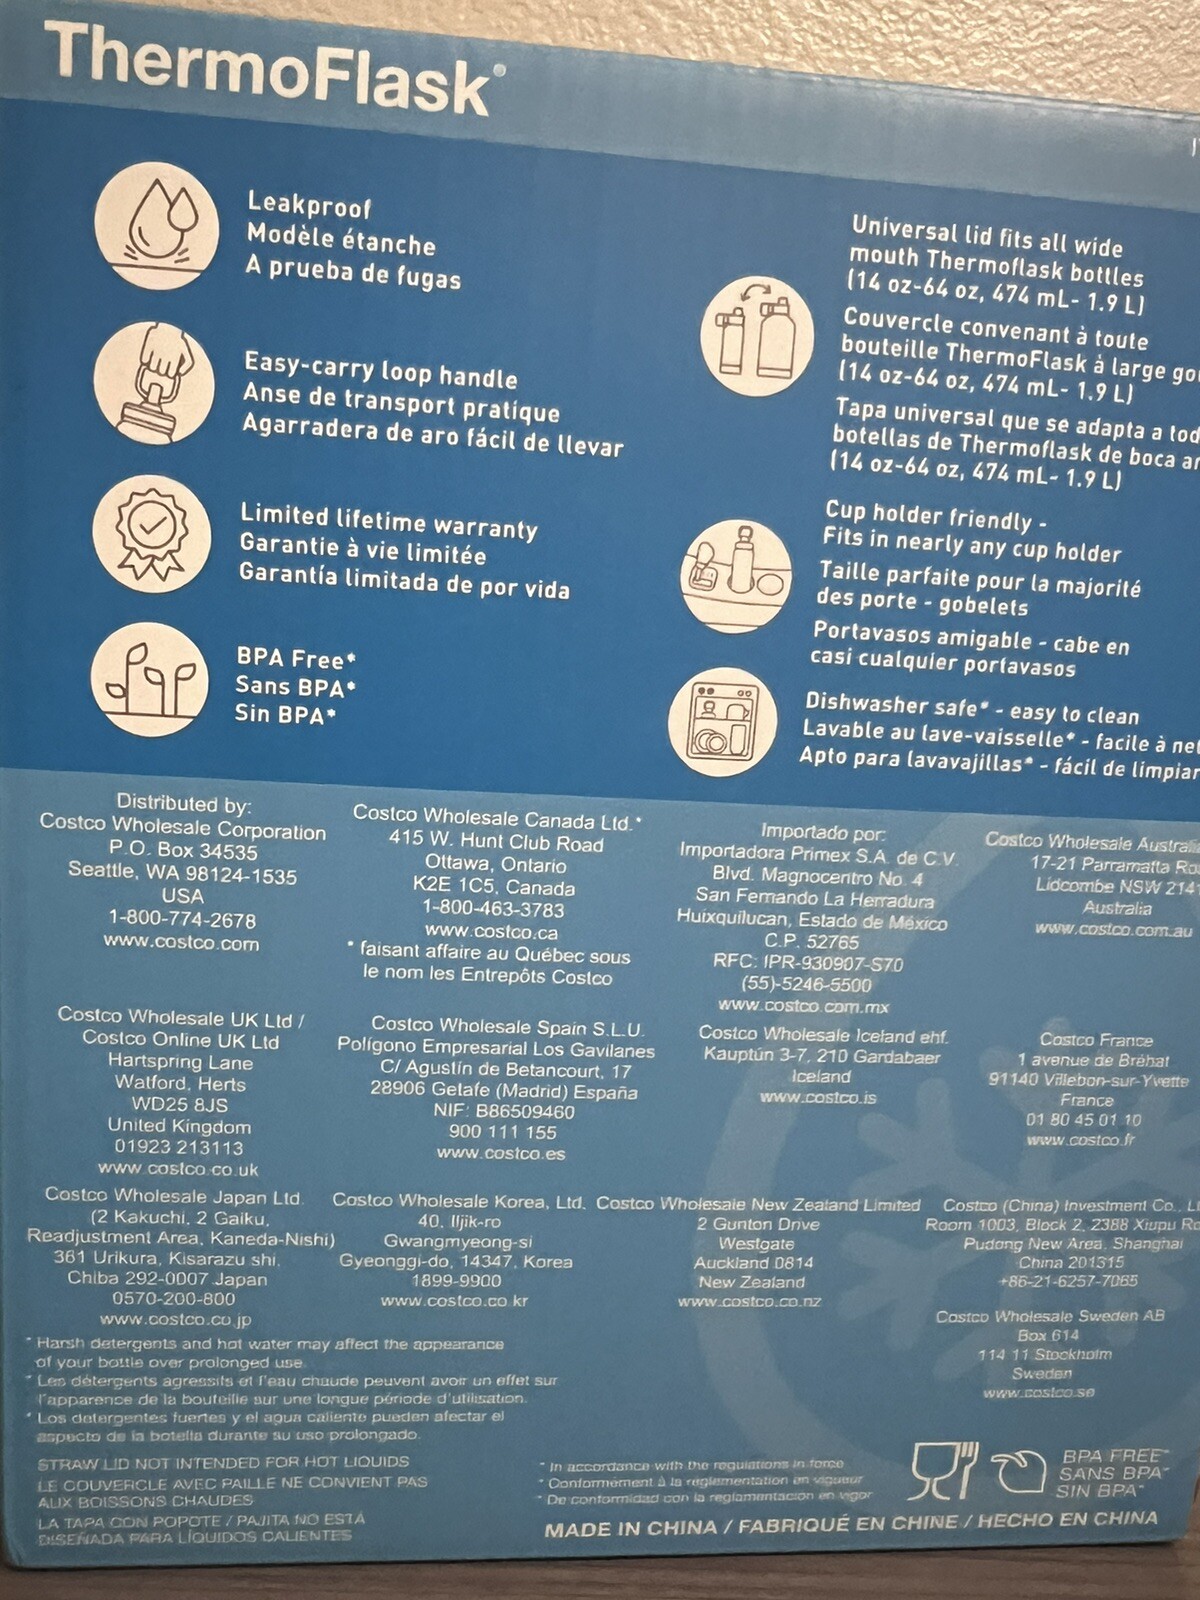 ThermoFlask®
Leakproof
Modèle étanche
A prueba de fugas
Easy-carry loop handle
Anse de transport pratique
Agarradera de aro fácil de llevar
Limited lifetime warranty
Garantie à vie limitée
Garantía limitada de por vida
BPA Free*
Sans BPA*
Sin BPA*
Universal lid fits all wide
mouth Thermoflask bottles
(14 oz-64 oz, 474 mL- 1.9 L)
Couvercle convenant à toute
bouteille ThermoFlask à large
(14 oz-64 oz, 474 mL- 1.9 L)
Tapa universal que se adapta a
botellas de Thermoflask de boca
(14 oz-64 oz, 474 mL- 1.9 L)
Cup holder friendly -
Fits in nearly any cup holder
Taille parfaite pour la majorité
des porte - gobelets
Portavasos amigable - cabe en
casi cualquier portavasos
Dishwasher safe* - easy to clean
Lavable au lave-vaisselle* - facile à
Apto para lavavajillas* - fácil de limpiar
Distributed by:
Costco Wholesale Corporation
P.O. Box 34535
Seattle, WA 98124-1535
USA
1-800-774-2678
www.costco.com
Costco Wholesale Canada Ltd.*
415 W. Hunt Club Road
Ottawa, Ontario
K2E 1C5, Canada
1-800-463-3783
www.costco.ca
* faisant affaire au Québec sous
le nom les Entrepôts Costco
Importado por:
Importadora Primex S.A. de C.V.
Blvd. Magnocentro No. 4
San Fernando La Herradura
Huixquilucan, Estado de México
C.P. 52765
RFC: IPR-930907-S70
(55)-5246-5500
www.costco.com.mx
Costco Wholesale
17-21 Parramatta
Lidcombe NSW
Australia
www.costco.com.au
Costco Wholesale UK Ltd /
Costco Online UK Ltd
Hartspring Lane
Watford, Herts
WD25 8JS
United Kingdom
01923 213113
www.costco.co.uk
Costco Wholesale Spain S.L.U.
Polígono Empresarial Los Gavilanes
C/ Agustín de Betancourt, 17
28906 Getafe (Madrid) España
NIF: B86509460
900 111 155
www.costco.es
Costco Wholesale Iceland ehf.
Kauptún 3-7, 210 Gardabaer
Iceland
www.costco.is
Costco France
1 avenue de Bréhat
91140 Villebon-sur-Yvette
France
01 80 45 01 10
www.costco.fr
Costco Wholesale Japan Ltd.
(2 Kakuchi, 2 Gaiku,
Readjustment Area, Kaneda-Nishi)
361 Urikura, Kisarazu shi.
Chiba 292-0007 Japan
0570-200-800
www.costco.co.jp
Costco Wholesale Korea, Ltd.
40, Iljik-ro
Gwangmyeong-si
Gyeonggi-do, 14347, Korea
1899-9900
www.costco.co.kr
Costco Wholesale New Zealand Limited
2 Gunton Drive
Westgate
Auckland 0814
New Zealand
www.costco.co.nz
Costco (China) Investment Co.,
Room 1003, Block 2, 2388 Xiupu
Pudong New Area, Shanghai
China 201315
+86-21-6257-7065
Costco Wholesale Sweden AB
Box 614
114 11 Stockholm
Sweden
www.costco.se
* Harsh detergents and hot water may affect the appearance
of your bottle over prolonged use.
* Les détergents agressifs et l'eau chaude peuvent avoir un effet sur
l'apparence de la bouteille sur une longue période d'utilisation.
* Los detergentes fuertes y el agua caliente pueden afectar el
aspecto de la botella durante su uso prolongado.
STRAW LID NOT INTENDED FOR HOT LIQUIDS
LE COUVERCLE AVEC PAILLE NE CONVIENT PAS
AUX BOISSONS CHAUDES
LA TAPA CON POPOTE / PAJITA NO ESTÁ
DISEÑADA PARA LÍQUIDOS CALIENTES
* In accordance with the regulations in force
* Conformément à la réglementation en vigueur
* De conformidad con la reglamentación en vigor
BPA FREE*
SANS BPA*
SIN BPA*
MADE IN CHINA / FABRIQUÉ EN CHINE / HECHO EN CHINA